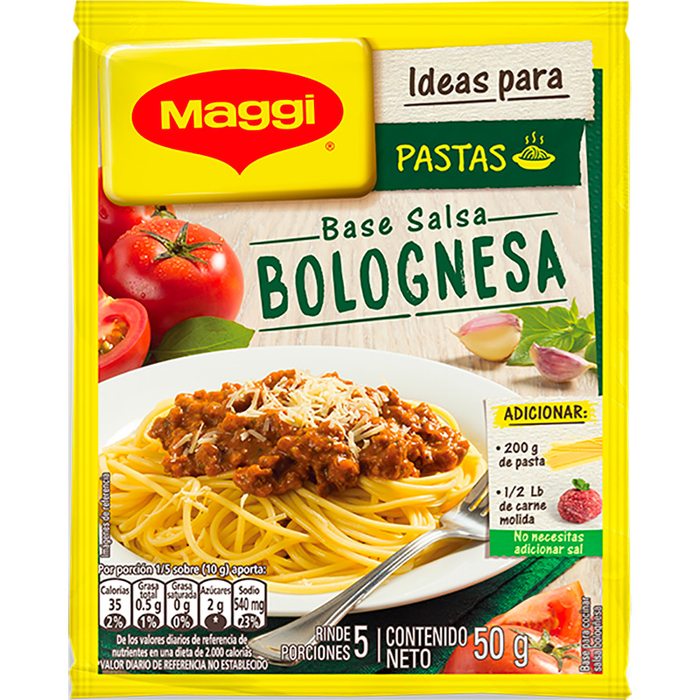 Maggi
®
Ideas para
PASTAS
Base Salsa
BOLOGNESA
ADICIONAR:
• 200 g
de pasta
• 1/2 Lb
de carne
molida
No necesitas
adicionar sal
Imágenes de referencia
Por porción 1/5 sobre (10 g) aporta:
Calorías
35
2%
Grasa
total
0.5 g
1%
Grasa
saturada
0 g
0%
Azúcares
2 g
*
Sodio
540 mg
23%
De los valores diarios de referencia de
nutrientes en una dieta de 2.000 calorías
*VALOR DIARIO DE REFERENCIA NO ESTABLECIDO
RINDE
PORCIONES 5
CONTENIDO
NETO 50 g
Base para cocinar
salsa bolognesa